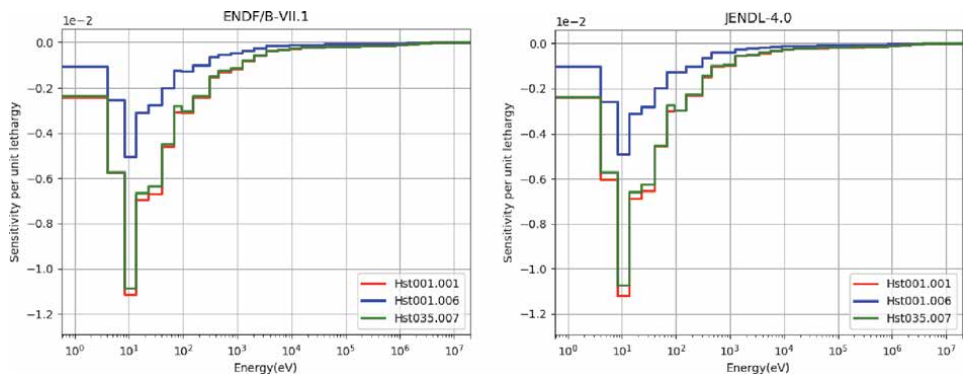 ENDF/B-VII.1
1e−2
0.0
−0.2
−0.4
−0.6
−0.8
−1.0
−1.2
Sensitivity per unit lethargy
Hst001.001
Hst001.006
Hst035.007
10^0 10^1 10^2 10^3 10^4 10^5 10^6 10^7
Energy(eV)
JENDL-4.0
1e−2
0.0
−0.2
−0.4
−0.6
−0.8
−1.0
−1.2
Sensitivity per unit lethargy
Hst001.001
Hst001.006
Hst035.007
10^0 10^1 10^2 10^3 10^4 10^5 10^6 10^7
Energy(eV)